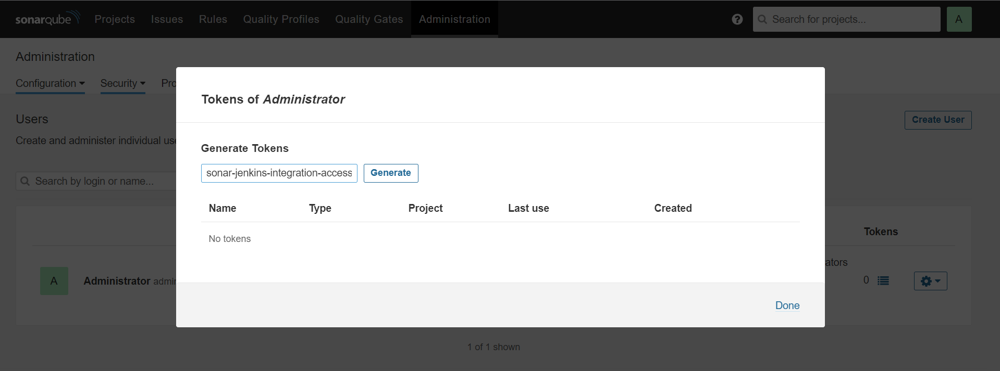 sonarqube Projects Issues Rules Quality Profiles Quality Gates Administration ? Search for projects... A
Administration
Configuration Security Pro
Tokens of Administrator
Users
Create User
Create and administer individual use
Generate Tokens
sonar-jenkins-integration-access Generate
Search by login or name...
Name Type Project Last use Created
Tokens
No tokens
ators
A Administrator admin 0
Done
1 of 1 shown